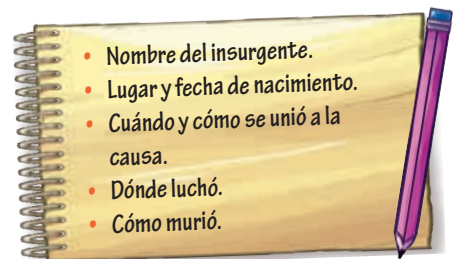 • Nombre del insurgente.
• Lugar y fecha de nacimiento.
• Cuándo y cómo se unió a la
causa.
• Dónde luchó.
• Cómo murió.